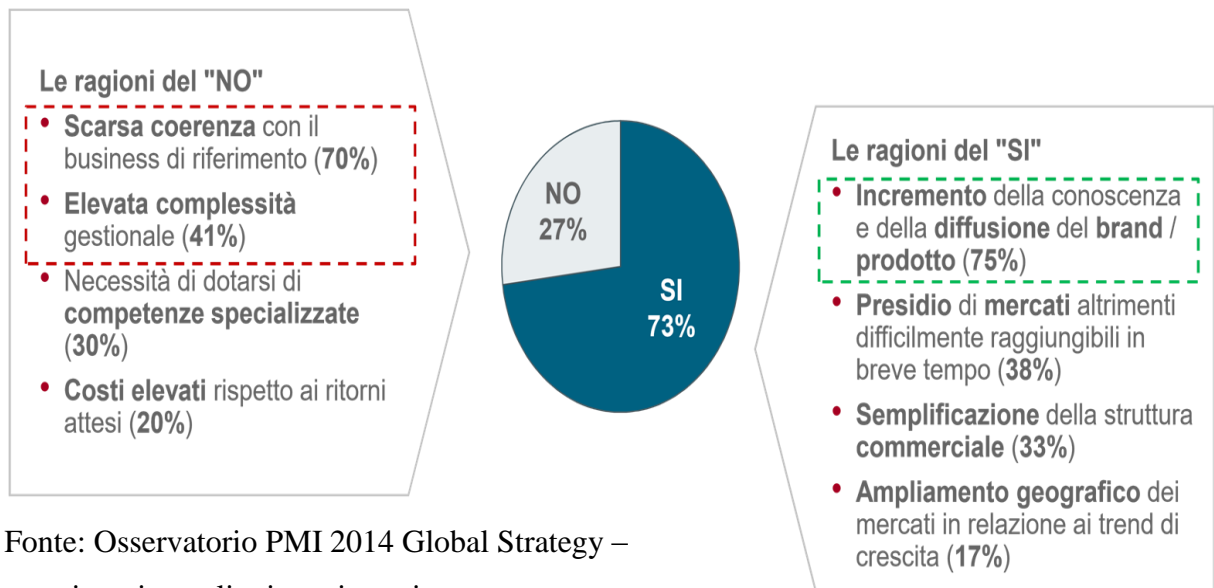 Le ragioni del "NO"
• Scarsa coerenza con il
business di riferimento (70%)
• Elevata complessità
gestionale (41%)
• Necessità di dotarsi di
competenze specializzate
(30%)
• Costi elevati rispetto ai ritorni
attesi (20%)
NO
27%
SI
73%
Le ragioni del "SI"
• Incremento della conoscenza
e della diffusione del brand /
prodotto (75%)
• Presidio di mercati altrimenti
difficilmente raggiungibili in
breve tempo (38%)
• Semplificazione della struttura
commerciale (33%)
• Ampliamento geografico dei
mercati in relazione ai trend di
crescita (17%)
Fonte: Osservatorio PMI 2014 Global Strategy –